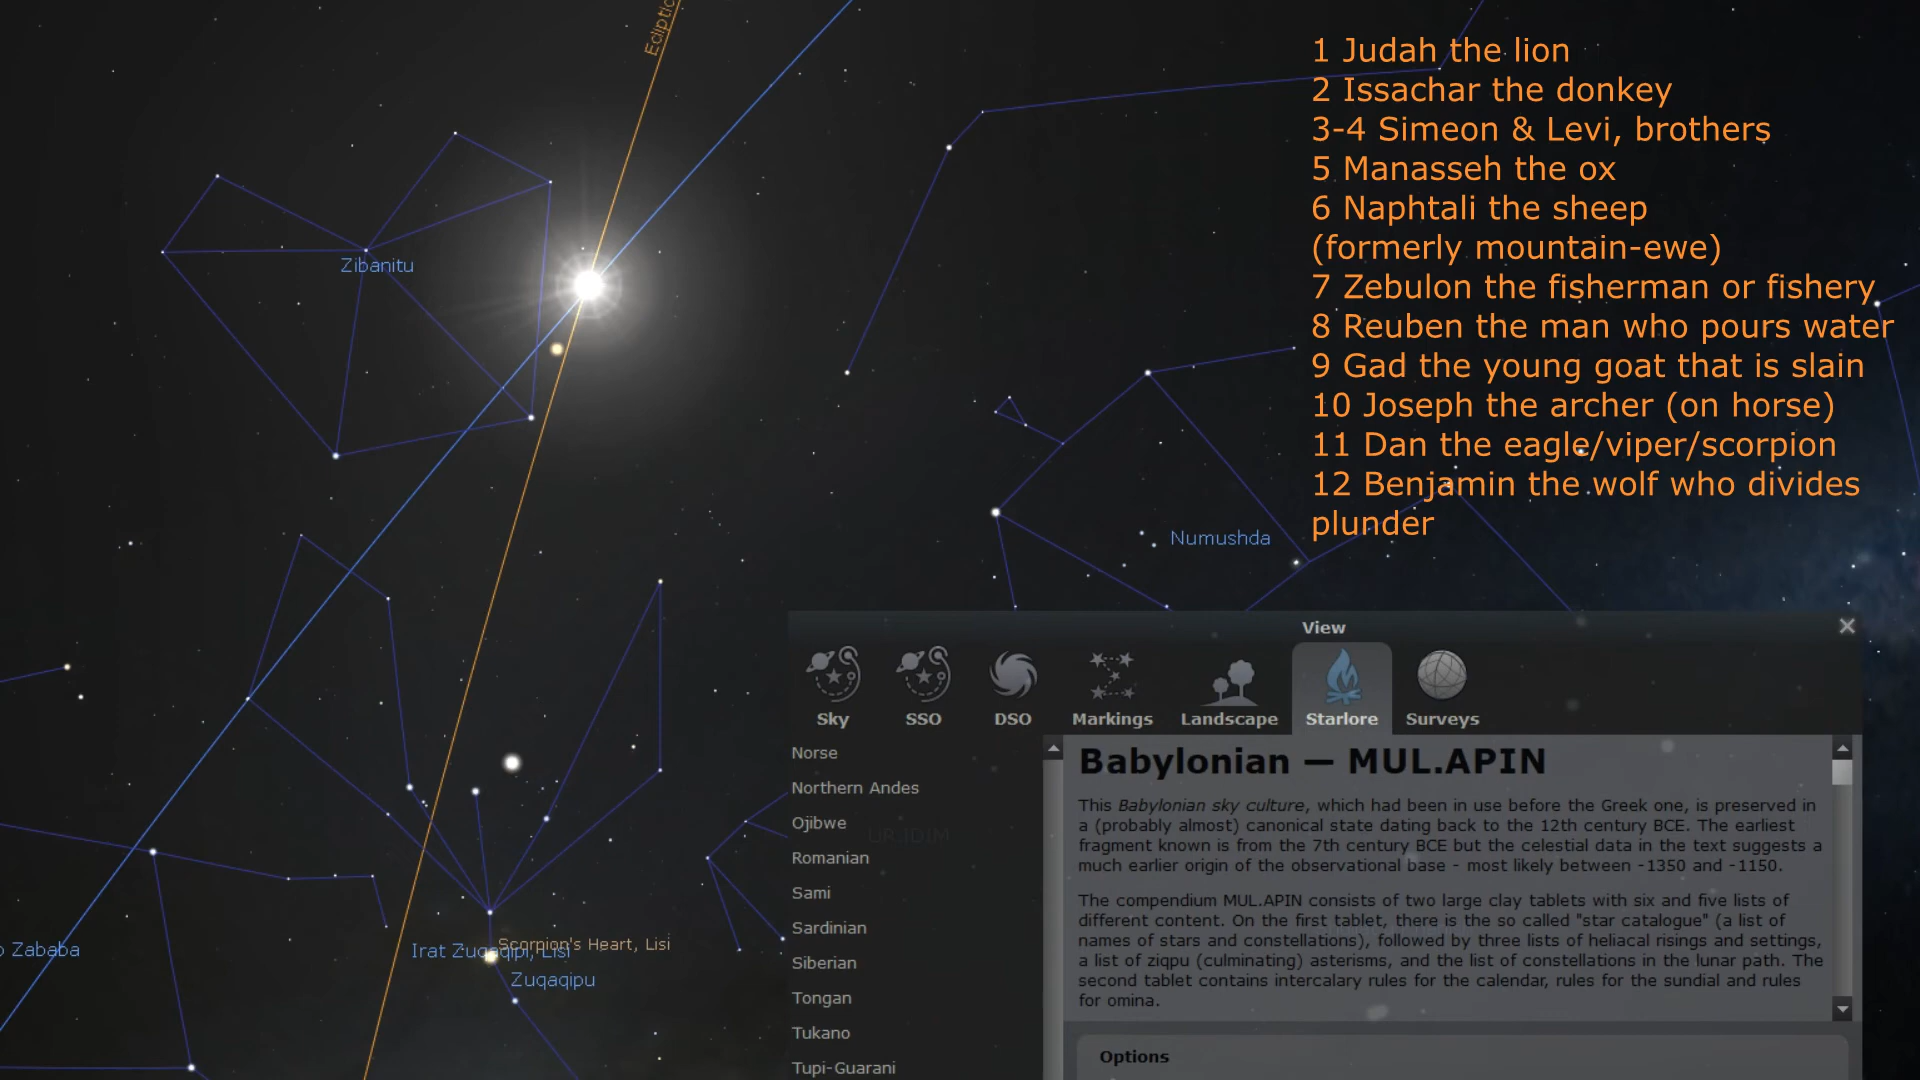 Ecliptic
1 Judah the lion
2 Issachar the donkey
3-4 Simeon & Levi, brothers
5 Manasseh the ox
6 Naphtali the sheep
(formerly mountain-ewe)
7 Zebulon the fisherman or fishery
8 Reuben the man who pours water
9 Gad the young goat that is slain
10 Joseph the archer (on horse)
11 Dan the eagle/viper/scorpion
12 Benjamin the wolf who divides
plunder
Zibanitu
Numushda
View
Sky SSO DSO Markings Landscape Starlore Surveys
Norse
Northern Andes
Ojibwe
UR.IDIM
Romanian
Sami
Sardinian
Siberian
Tongan
Tukano
Tupi-Guarani
Babylonian — MUL.APIN
This Babylonian sky culture, which had been in use before the Greek one, is preserved in
a (probably almost) canonical state dating back to the 12th century BCE. The earliest
fragment known is from the 7th century BCE but the celestial data in the text suggests a
much earlier origin of the observational base - most likely between -1350 and -1150.
The compendium MUL.APIN consists of two large clay tablets with six and five lists of
different content. On the first tablet, there is the so called "star catalogue" (a list of
names of stars and constellations), followed by three lists of heliacal risings and settings,
a list of ziqpu (culminating) asterisms, and the list of constellations in the lunar path. The
second tablet contains intercalary rules for the calendar, rules for the sundial and rules
for omina.
Options
Zababa
Irat Zuqaqipi, Lisi
Scorpion's Heart, Lisi
Zuqaqipu